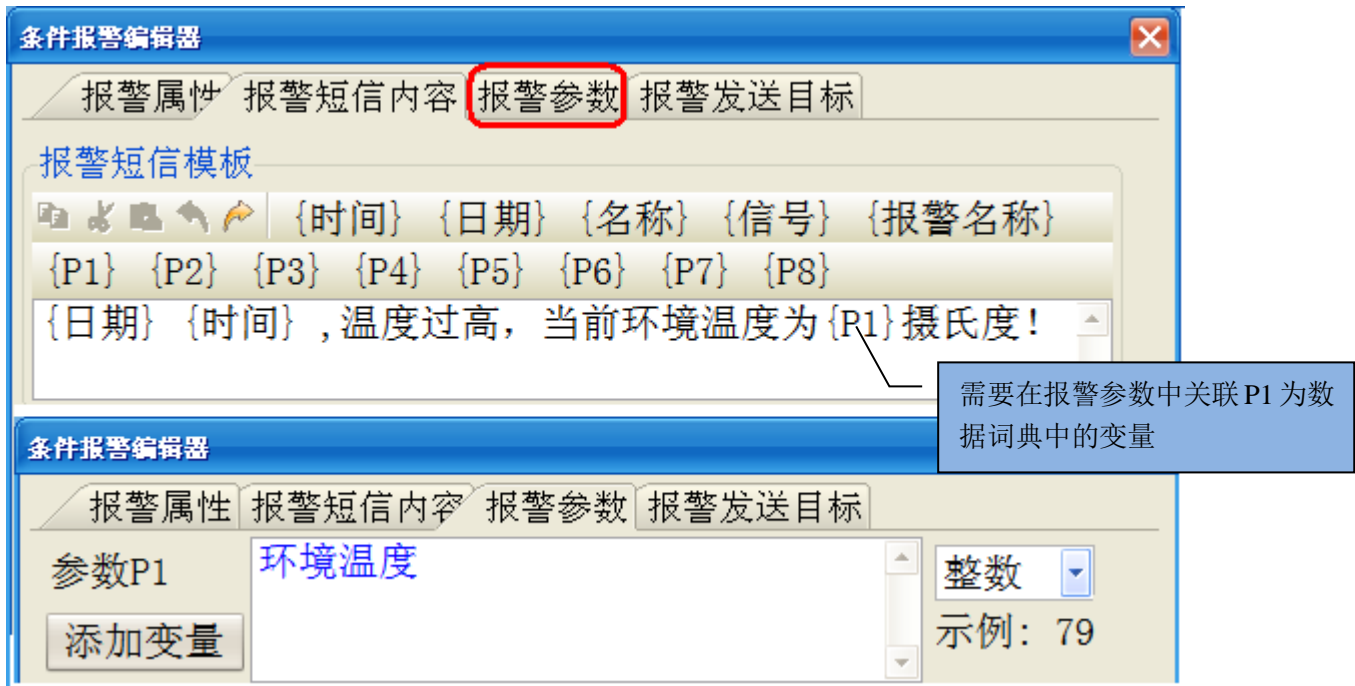 条件报警编辑器
报警属性 报警短信内容 报警参数 报警发送目标
报警短信模板
{时间} {日期} {名称} {信号} {报警名称}
{P1} {P2} {P3} {P4} {P5} {P6} {P7} {P8}
{日期} {时间} ,温度过高，当前环境温度为{P1}摄氏度!
需要在报警参数中关联 P1 为数
据词典中的变量
条件报警编辑器
报警属性 报警短信内容 报警参数 报警发送目标
参数P1 环境温度 整数
添加变量 示例: 79